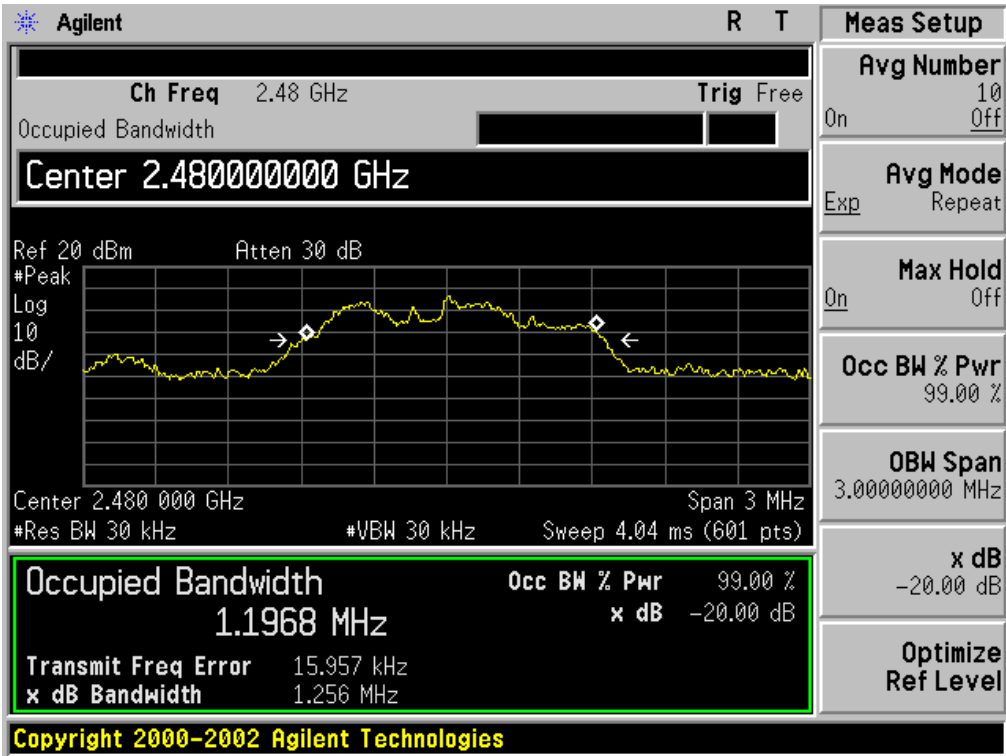 Agilent R T
Ch Freq 2.48 GHz Trig Free
Occupied Bandwidth
Center 2.480000000 GHz
Ref 20 dBm Atten 30 dB
#Peak
Log
10
dB/
Center 2.480 000 GHz Span 3 MHz
#Res BW 30 kHz #VBW 30 kHz Sweep 4.04 ms (601 pts)
Occupied Bandwidth Occ BW % Pwr 99.00 %
1.1968 MHz x dB -20.00 dB
Transmit Freq Error 15.957 kHz
x dB Bandwidth 1.256 MHz
Copyright 2000-2002 Agilent Technologies
Meas Setup
Avg Number
10
On Off
Avg Mode
Exp Repeat
Max Hold
On Off
Occ BW % Pwr
99.00 %
OBW Span
3.00000000 MHz
x dB
-20.00 dB
Optimize
Ref Level